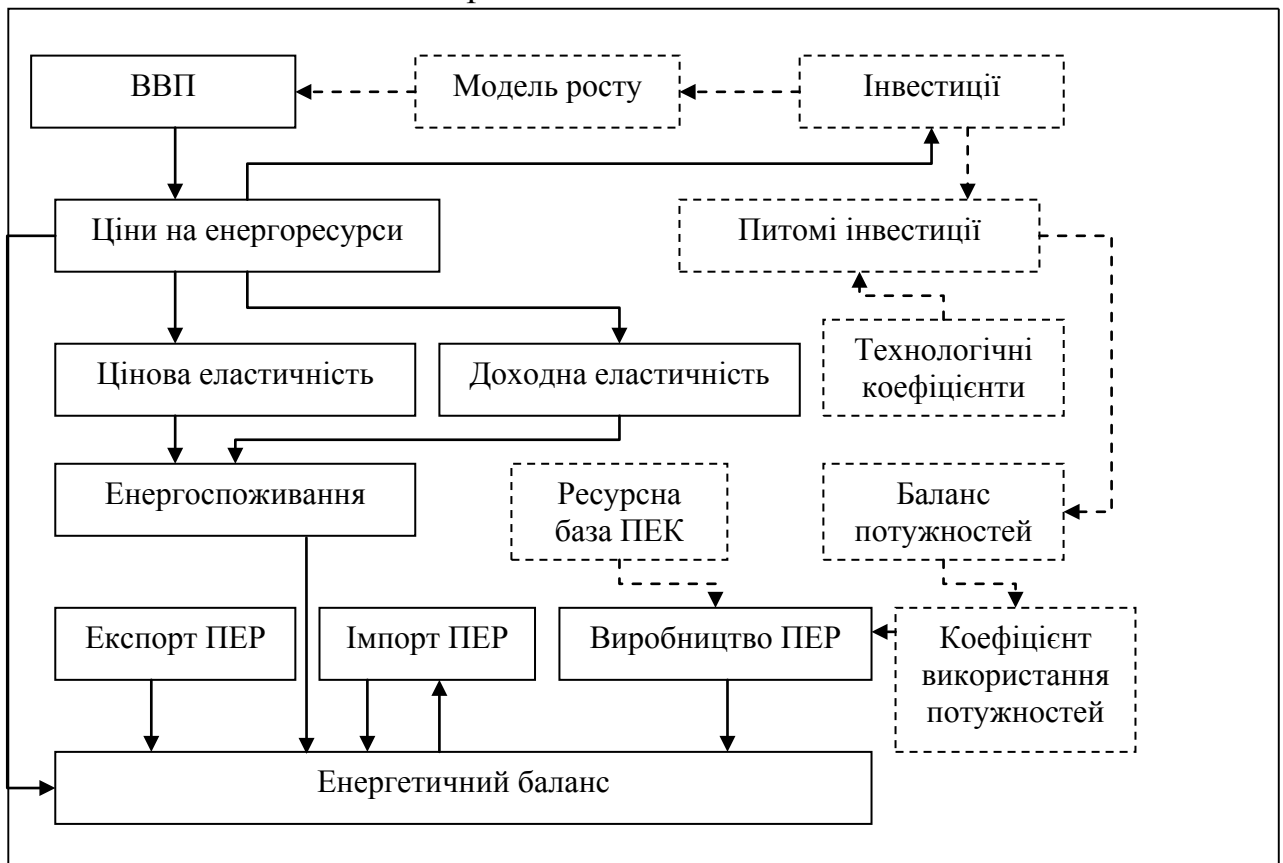 ВВП
Модель росту
Інвестиції
Ціни на енергоресурси
Питомі інвестиції
Цінова еластичність
Доходна еластичність
Технологічні
коефіцієнти
Енергоспоживання
Ресурсна
база ПЕК
Баланс
потужностей
Експорт ПЕР
Імпорт ПЕР
Виробництво ПЕР
Коефіцієнт
використання
потужностей
Енергетичний баланс